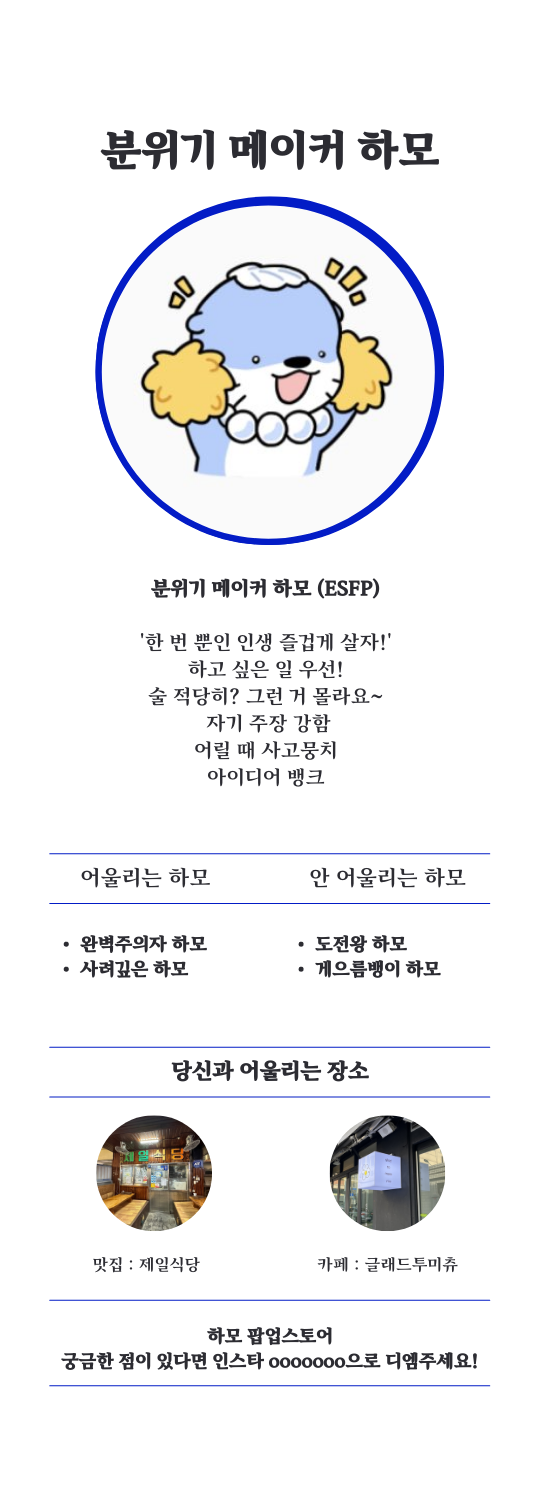 분위기 메이커 하모
분위기 메이커 하모 (ESFP)
'한 번 뿐인 인생 즐겁게 살자!'
하고 싶은 일 우선!
술 적당히? 그런 거 몰라요~
자기 주장 강함
어릴 때 사고뭉치
아이디어 뱅크
어울리는 하모
안 어울리는 하모
• 완벽주의자 하모
• 사려깊은 하모
• 도전왕 하모
• 게으름뱅이 하모
당신과 어울리는 장소
제일식당
맛집 : 제일식당
카페 : 글래드투미츄
하모 팝업스토어
궁금한 점이 있다면 인스타 ooooooo으로 디엠주세요!